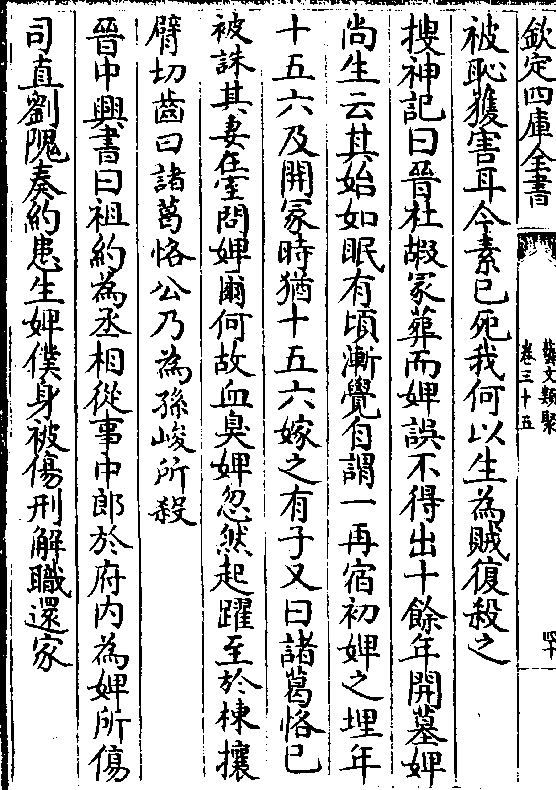 欽定四庫全書
藝文類聚
卷三十五
四十
被恥獲害耳今素已死我何以生為賊復殺之
搜神記曰晉杜嘏冢葬而婢誤不得出十餘年開墓婢
尚生云其始如眠有頃漸覺自謂一再宿初婢之埋年
十五六及開冢時猶十五六嫁之有子又曰諸葛恪已
被誅其妻在室問婢爾何故血臭婢忽然起躍至於棟攘
臂切齒曰諸葛恪公乃為孫峻所殺
晉中興書曰祖約為丞相從事中郎於府内為婢所傷
司直劉隗奏約患生婢僕身被傷刑解職還家